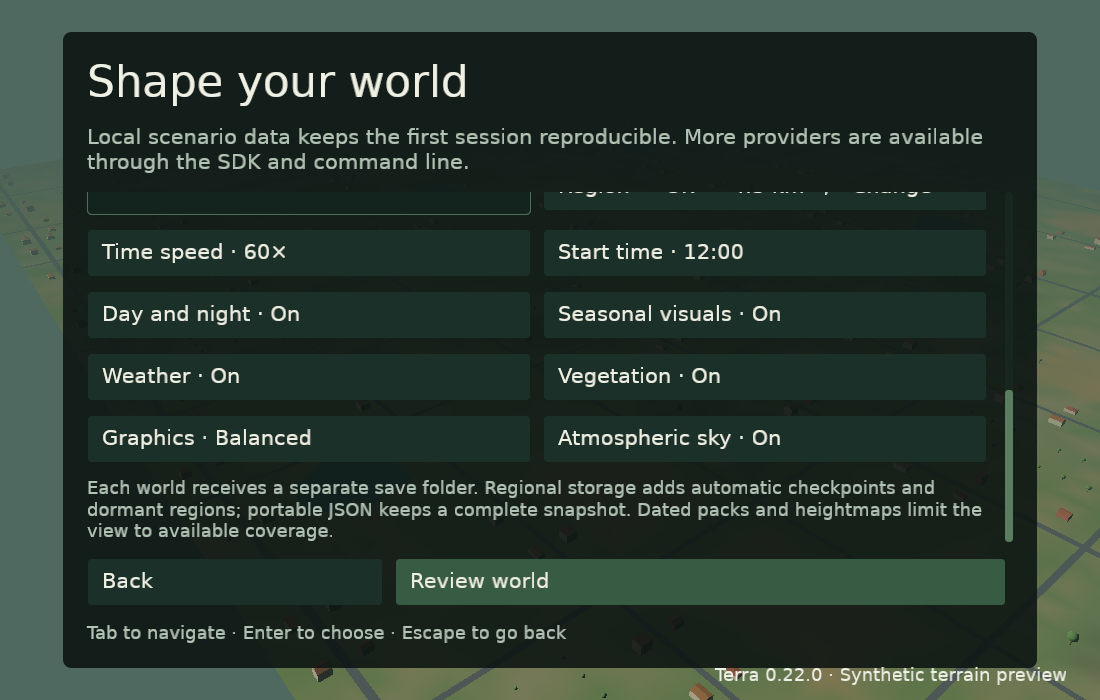 Shape your world
Local scenario data keeps the first session reproducible. More providers are available
through the SDK and command line.
Time speed · 60×
Start time · 12:00
Day and night · On
Seasonal visuals · On
Weather · On
Vegetation · On
Graphics · Balanced
Atmospheric sky · On
Each world receives a separate save folder. Regional storage adds automatic checkpoints and
dormant regions; portable JSON keeps a complete snapshot. Dated packs and heightmaps limit the
view to available coverage.
Back
Review world
Tab to navigate · Enter to choose · Escape to go back
Terra 0.22.0 · Synthetic terrain preview